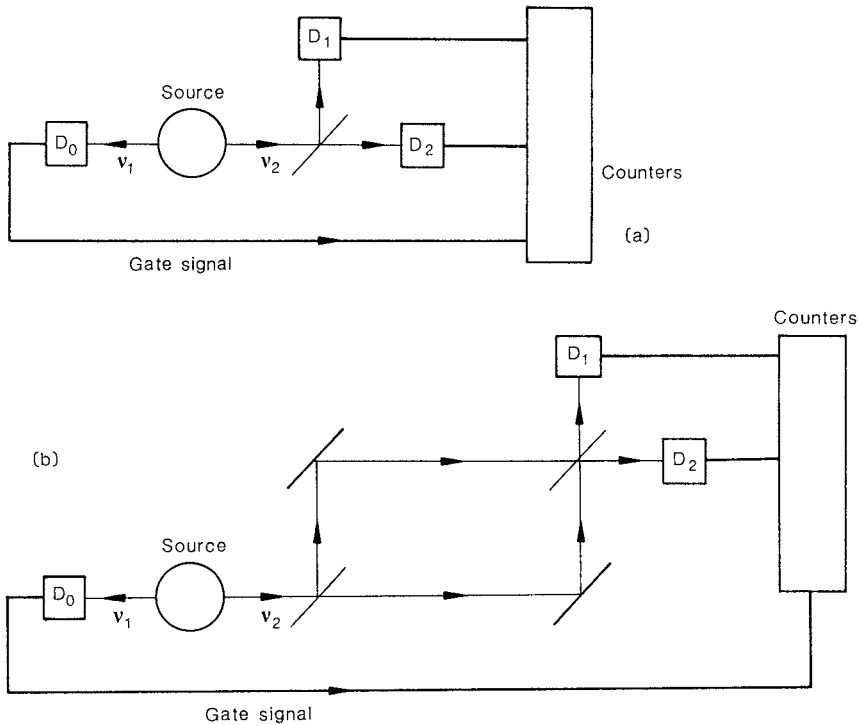 D₁
Source
D₀
ν₁
ν₂
D₂
Counters
(a)
Gate signal
Counters
D₁
(b)
D₂
Source
D₀
ν₁
ν₂
Gate signal